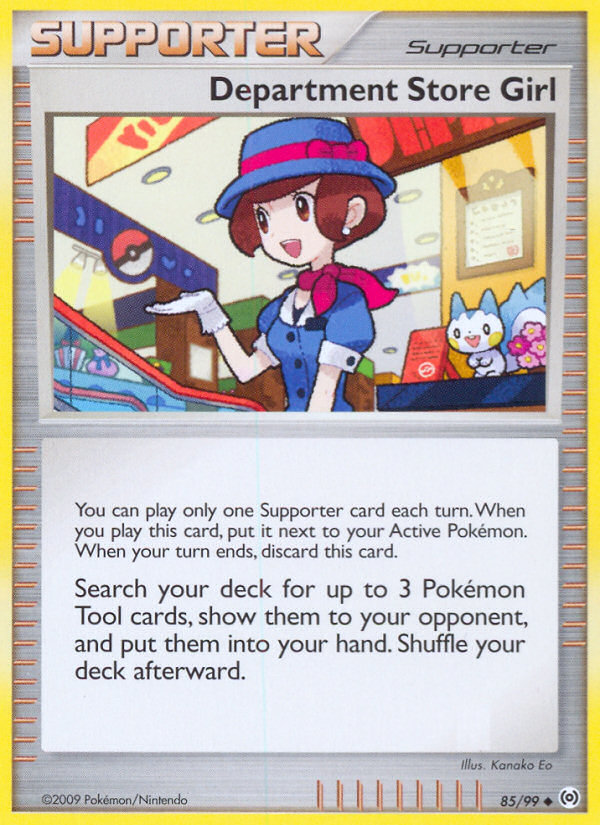 SUPPORTER
Supporter
Department Store Girl
You can play only one Supporter card each turn. When
you play this card, put it next to your Active Pokémon.
When your turn ends, discard this card.
Search your deck for up to 3 Pokémon
Tool cards, show them to your opponent,
and put them into your hand. Shuffle your
deck afterward.
Illus. Kanako Eo
©2009 Pokémon/Nintendo
85/99